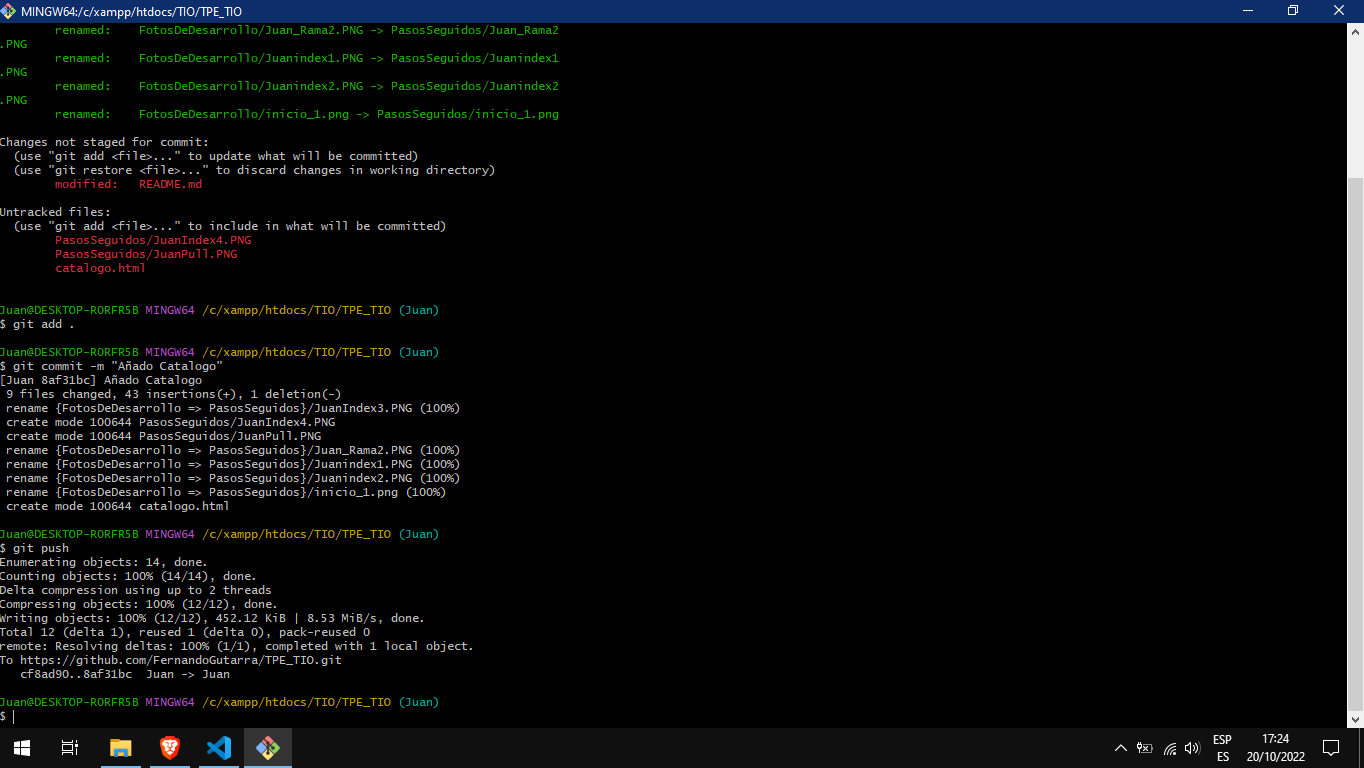 MINGW64:/c/xampp/htdocs/TIO/TPE_TIO
renamed: FotosDeDesarrollo/Juan_Rama2.PNG -> PasosSeguidos/Juan_Rama2
.PNG
renamed: FotosDeDesarrollo/Juanindex1.PNG -> PasosSeguidos/Juanindex1
.PNG
renamed: FotosDeDesarrollo/Juanindex2.PNG -> PasosSeguidos/Juanindex2
.PNG
renamed: FotosDeDesarrollo/inicio_1.png -> PasosSeguidos/inicio_1.png
Changes not staged for commit:
(use "git add <file>..." to update what will be committed)
(use "git restore <file>..." to discard changes in working directory)
modified: README.md
Untracked files:
(use "git add <file>..." to include in what will be committed)
PasosSeguidos/JuanIndex4.PNG
PasosSeguidos/JuanPull.PNG
catalogo.html
Juan@DESKTOP-RORFR5B MINGW64 /c/xampp/htdocs/TIO/TPE_TIO (Juan)
$ git add .
Juan@DESKTOP-RORFR5B MINGW64 /c/xampp/htdocs/TIO/TPE_TIO (Juan)
$ git commit -m "Añado Catalogo"
[Juan 8af31bc] Añado Catalogo
9 files changed, 43 insertions(+), 1 deletion(-)
rename {FotosDeDesarrollo => PasosSeguidos}/JuanIndex3.PNG (100%)
create mode 100644 PasosSeguidos/JuanIndex4.PNG
create mode 100644 PasosSeguidos/JuanPull.PNG
rename {FotosDeDesarrollo => PasosSeguidos}/Juan_Rama2.PNG (100%)
rename {FotosDeDesarrollo => PasosSeguidos}/Juanindex1.PNG (100%)
rename {FotosDeDesarrollo => PasosSeguidos}/Juanindex2.PNG (100%)
rename {FotosDeDesarrollo => PasosSeguidos}/inicio_1.png (100%)
create mode 100644 catalogo.html
Juan@DESKTOP-RORFR5B MINGW64 /c/xampp/htdocs/TIO/TPE_TIO (Juan)
$ git push
Enumerating objects: 14, done.
Counting objects: 100% (14/14), done.
Delta compression using up to 2 threads
Compressing objects: 100% (12/12), done.
Writing objects: 100% (12/12), 452.12 KiB | 8.53 MiB/s, done.
Total 12 (delta 1), reused 1 (delta 0), pack-reused 0
remote: Resolving deltas: 100% (1/1), completed with 1 local object.
To https://github.com/FernandoGutarra/TPE_TIO.git
cf8ad90..8af31bc Juan -> Juan
Juan@DESKTOP-RORFR5B MINGW64 /c/xampp/htdocs/TIO/TPE_TIO (Juan)
$
ESP
ES
17:24
20/10/2022